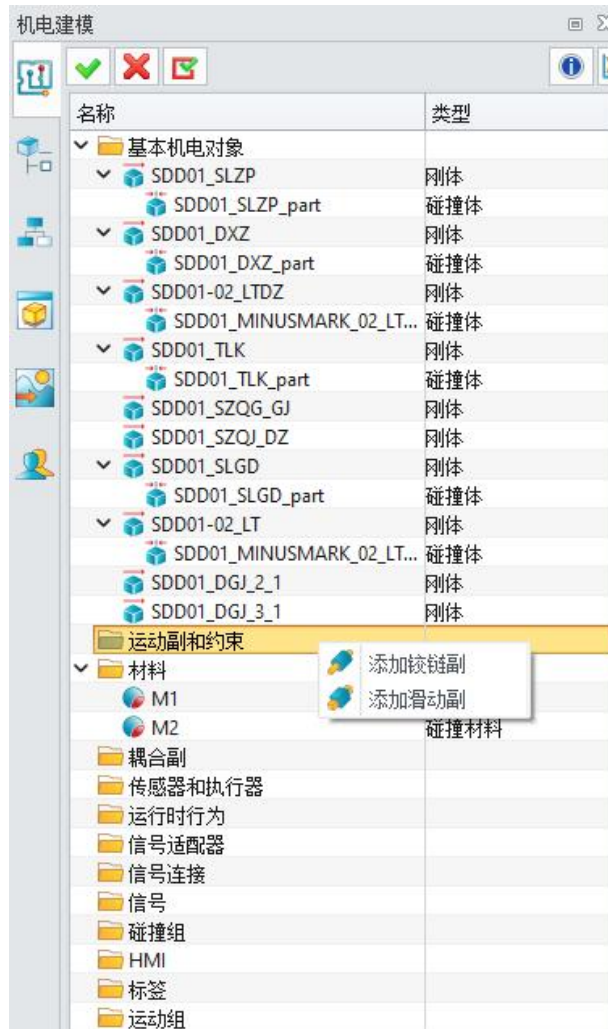 机电建模
名称 类型
基本机电对象
SDD01_SLZP 刚体
SDD01_SLZP_part 碰撞体
SDD01_DXZ 刚体
SDD01_DXZ_part 碰撞体
SDD01-02_LTDZ 刚体
SDD01_MINUSMARK_02_LT... 碰撞体
SDD01_TLK 刚体
SDD01_TLK_part 碰撞体
SDD01_SZQG_GJ 刚体
SDD01_SZQJ_DZ 刚体
SDD01_SLGD 刚体
SDD01_SLGD_part 碰撞体
SDD01-02_LT 刚体
SDD01_MINUSMARK_02_LT... 碰撞体
SDD01_DGJ_2_1 刚体
SDD01_DGJ_3_1 刚体
运动副和约束
添加铰链副
材料
添加滑动副
M1
M2 碰撞材料
耦合副
传感器和执行器
运行时行为
信号适配器
信号连接
信号
碰撞组
HMI
标签
运动组